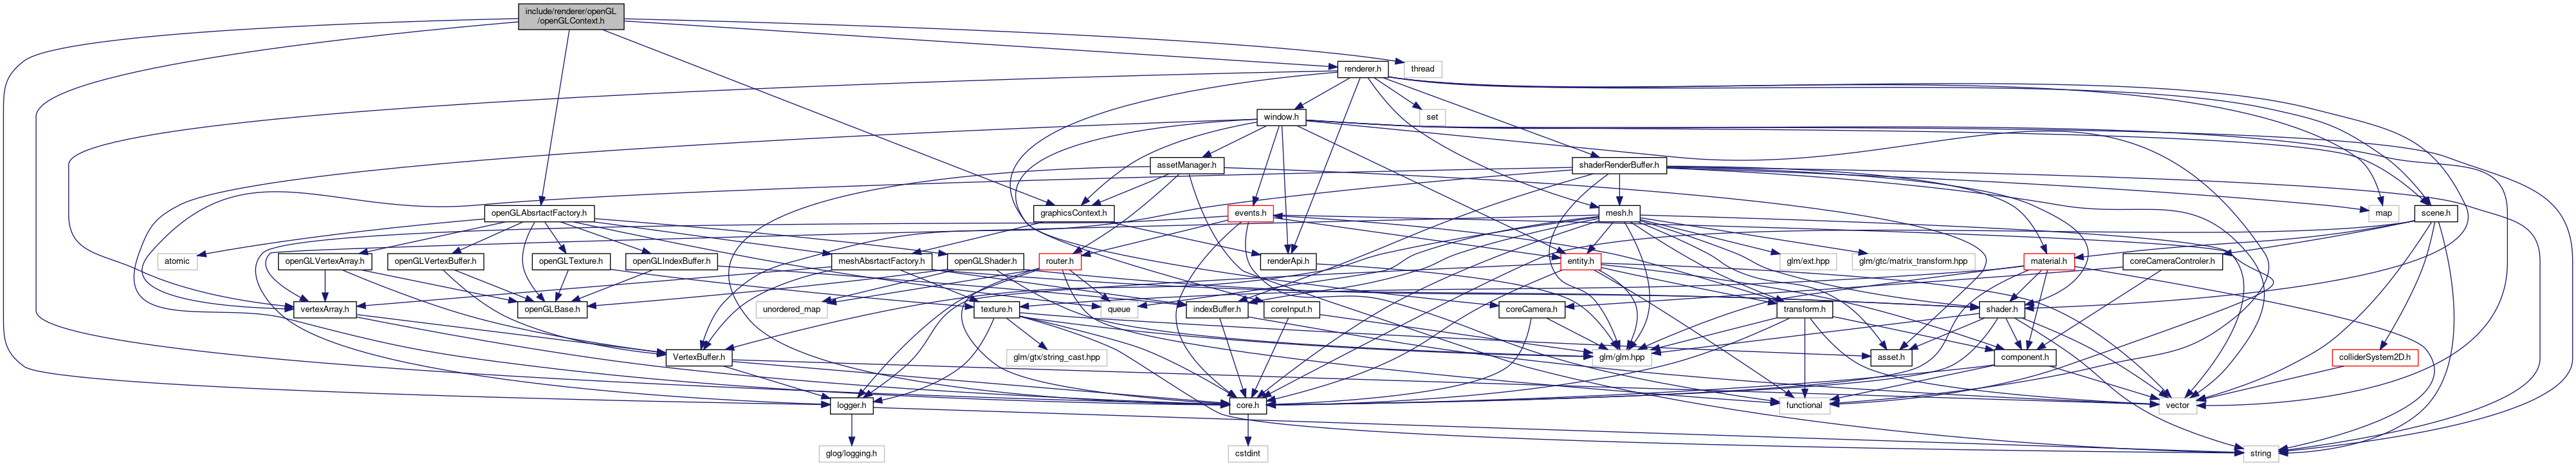 include/renderer/openGL
/openGLContext.h
renderer.h
thread
window.h
set
assetManager.h
shaderRenderBuffer.h
openGLAbsrtactFactory.h
graphicsContext.h
events.h
mesh.h
map
scene.h
atomic
openGLVertexArray.h
openGLVertexBuffer.h
openGLTexture.h
openGLIndexBuffer.h
meshAbsrtactFactory.h
openGLShader.h
router.h
renderApi.h
entity.h
glm/ext.hpp
glm/gtc/matrix_transform.hpp
material.h
coreCameraControler.h
vertexArray.h
openGLBase.h
unordered_map
texture.h
queue
indexBuffer.h
coreInput.h
coreCamera.h
transform.h
shader.h
VertexBuffer.h
glm/gtx/string_cast.hpp
glm/glm.hpp
asset.h
component.h
colliderSystem2D.h
logger.h
core.h
functional
vector
glog/logging.h
cstdint
string